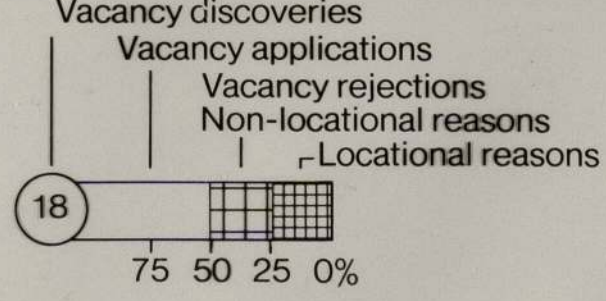 Vacancy discoveries
Vacancy applications
Vacancy rejections
Non-locational reasons
Locational reasons
18
75 50 25 0%